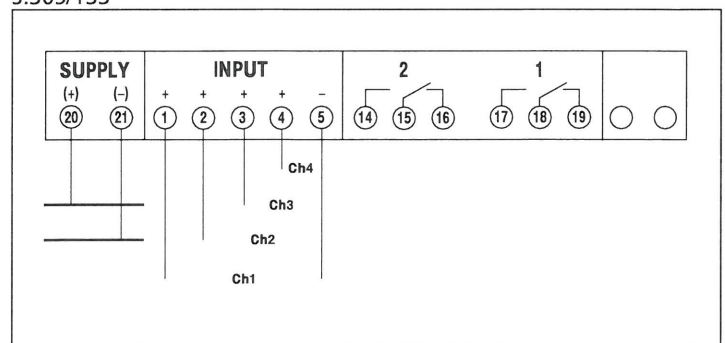 SUPPLY INPUT 2 1
(+) (-) + + + + -
20 21 1 2 3 4 5 14 15 16 17 18 19
Ch4
Ch3
Ch2
Ch1